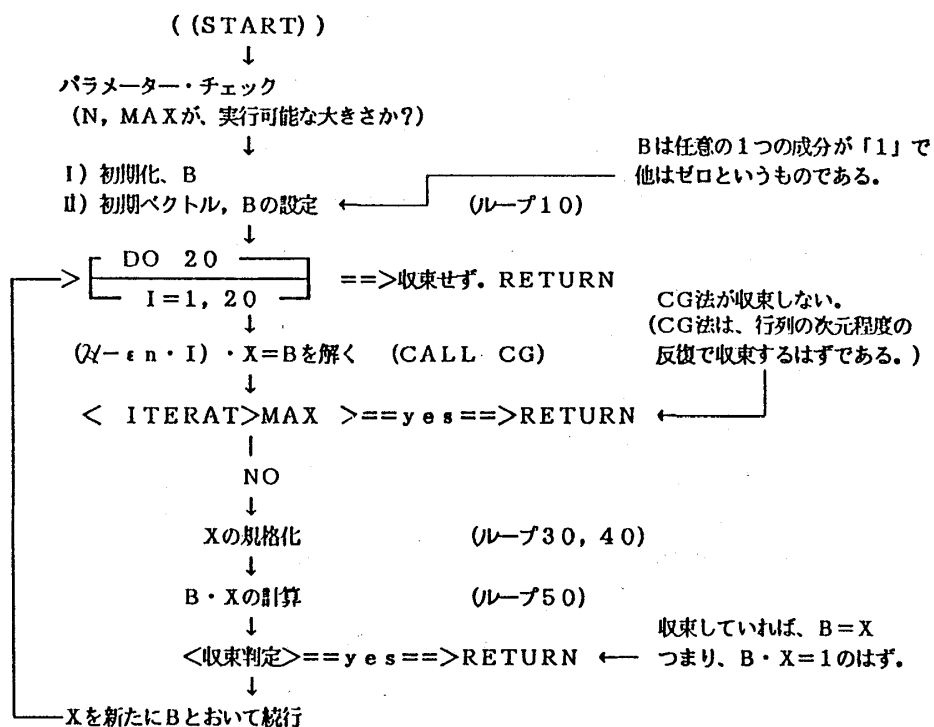 ((START))
↓
パラメーター・チェック
(N, MAXが、実行可能な大きさか?)
↓
Ⅰ) 初期化、B
Ⅱ) 初期ベクトル, Bの設定 ← (ループ10)
Bは任意の1つの成分が「1」で
他はゼロというものである。
↓
DO 20
I=1, 20
==>収束せず。RETURN
↓
(ℋ-εn・I)・X=Bを解く (CALL CG)
CG法が収束しない。
(CG法は、行列の次元程度の
反復で収束するはずである。)
↓
< ITERAT>MAX >==yes==>RETURN ←
NO
↓
Xの規格化 (ループ30, 40)
↓
B・Xの計算 (ループ50)
↓
<収束判定>==yes==>RETURN ←
収束していれば、B=X
つまり、B・X=1のはず。
↓
Xを新たにBとおいて続行